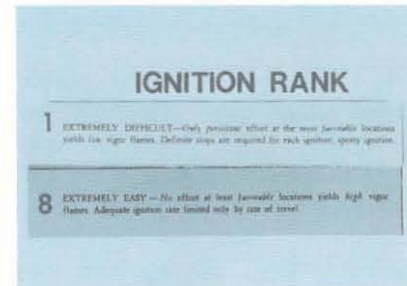 IGNITION RANK
1 EXTREMELY DIFFICULT—Only persistent effort at the most favorable locations
yields low vigor flames. Definite stops are required for each ignition; spotty ignition.
8 EXTREMELY EASY — No effort at least favorable locations yields high vigor
flames. Adequate ignition rate limited only by rate of travel.